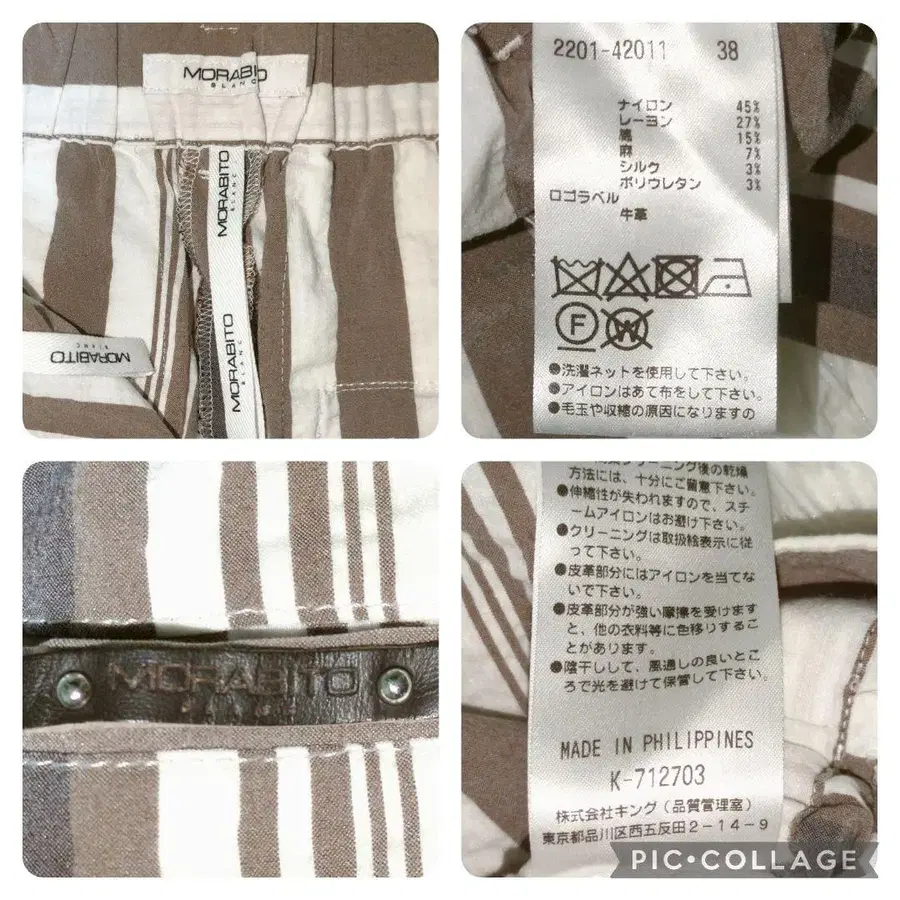 MORABITO
BLANC
MORABITO
BLANC
MORABITO
BLANC
MORABITO
BLANC
2201-42011 38
ナイロン 45%
レーヨン 27%
綿 15%
麻 7%
シルク 3%
ポリウレタン 3%
ロゴラベル
牛革
F
W
●洗濯ネットを使用して下さい。
●アイロンはあて布をして下さい。
●毛玉や収縮の原因になりますの
MORABITO
BLANC
クリーニング後の乾燥
方法には、十分にご留意下さい。
●伸縮性が失われますので、スチ
ームアイロンはお避け下さい。
●クリーニングは取扱絵表示に従
って下さい。
●皮革部分にはアイロンを当てな
いで下さい。
●皮革部分が強い摩擦を受けます
と、他の衣料等に色移りするこ
とがあります。
●陰干しして、風通しの良いとこ
ろで光を避けて保管して下さい。
MADE IN PHILIPPINES
K-712703
株式会社キング(品質管理室)
東京都品川区西五反田2-14-9
PIC•COLLAGE